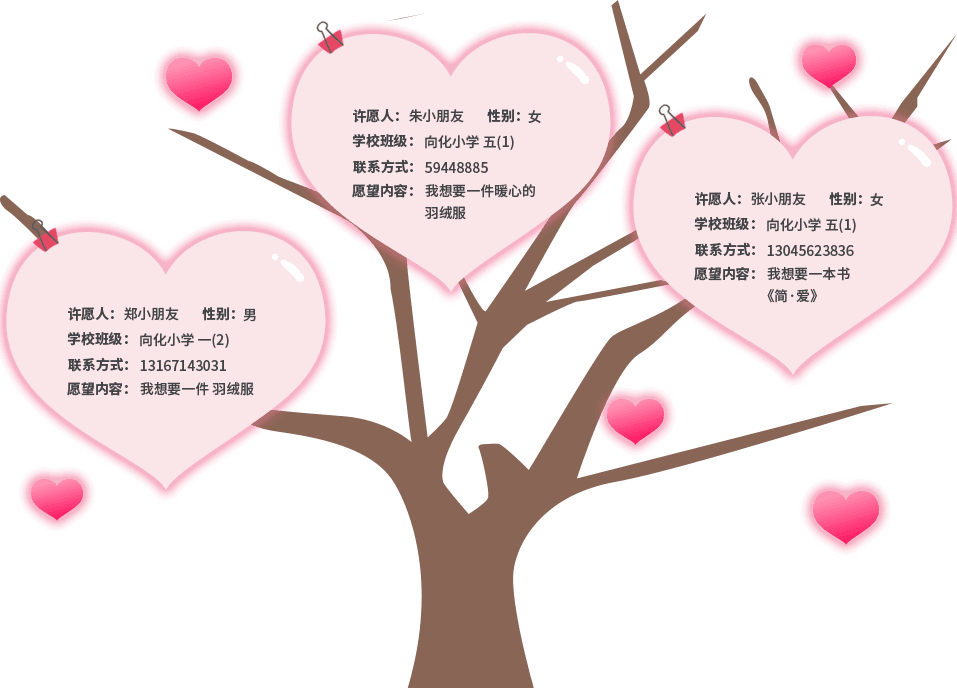 许愿人：朱小朋友 性别：女
学校班级：向化小学 五(1)
联系方式：59448885
愿望内容：我想要一件暖心的
羽绒服
许愿人：张小朋友 性别：女
学校班级：向化小学 五(1)
联系方式：13045623836
愿望内容：我想要一本书
《简·爱》
许愿人：郑小朋友 性别：男
学校班级：向化小学 一(2)
联系方式：13167143031
愿望内容：我想要一件 羽绒服